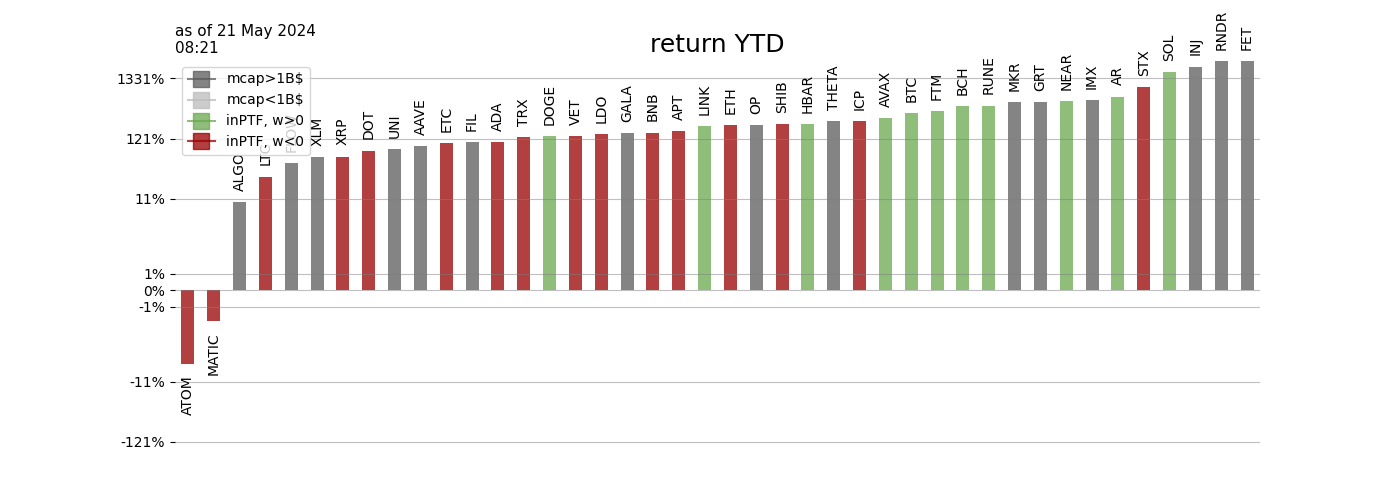 as of 21 May 2024
08:21
return YTD
mcap>1B$
mcap<1B$
inPTF, w>0
inPTF, w<0
1331%
121%
11%
1%
0%
-1%
-11%
-121%
ATOM
MATIC
ALGO
LTC
XLM
XRP
DOT
UNI
AAVE
ETC
FIL
ADA
TRX
DOGE
VET
LDO
GALA
BNB
APT
LINK
ETH
OP
SHIB
HBAR
THETA
ICP
AVAX
BTC
FTM
BCH
RUNE
MKR
GRT
NEAR
IMX
AR
STX
SOL
INJ
RNDR
FET